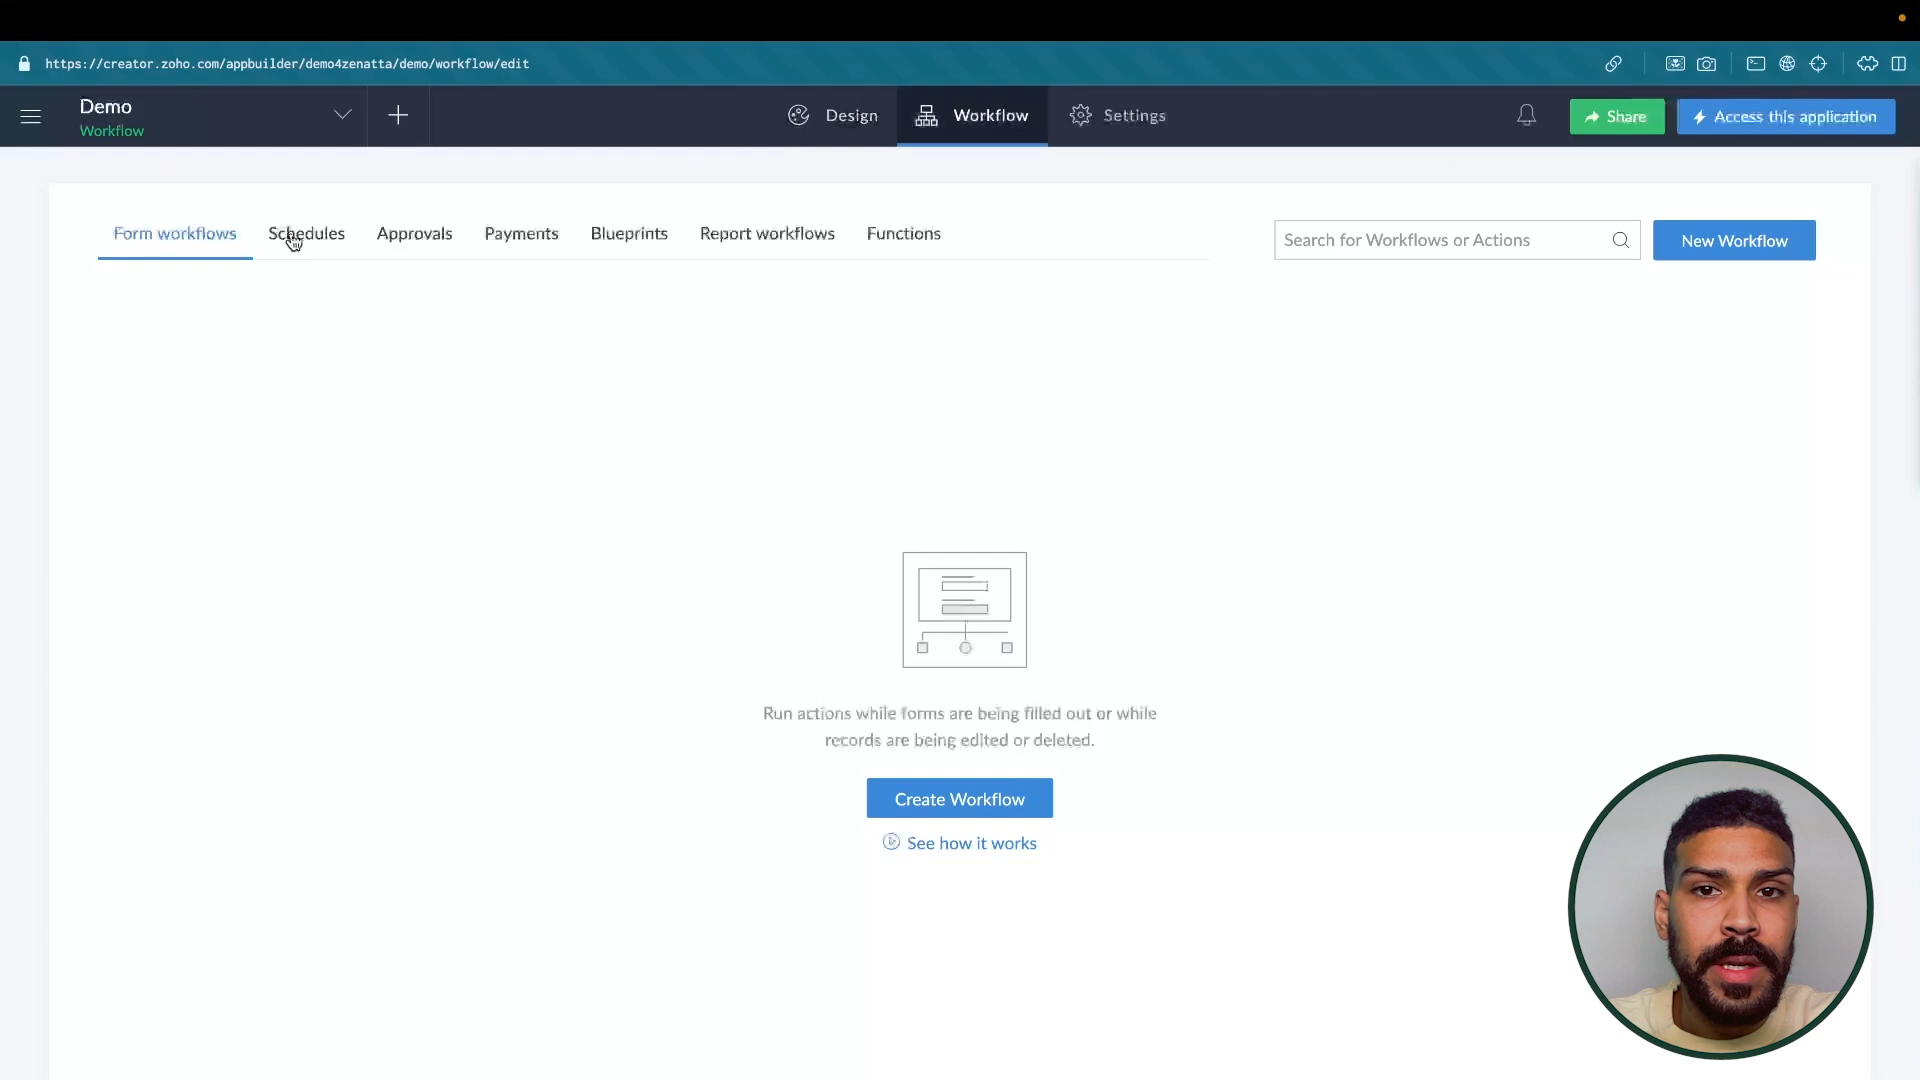 https://creator.zoho.com/appbuilder/demo4zenatta/demo/workflow/edit
Demo
Workflow
Design
Workflow
Settings
Share
Access this application
Form workflows
Schedules
Approvals
Payments
Blueprints
Report workflows
Functions
Search for Workflows or Actions
New Workflow
Run actions while forms are being filled out or while
records are being edited or deleted.
Create Workflow
See how it works